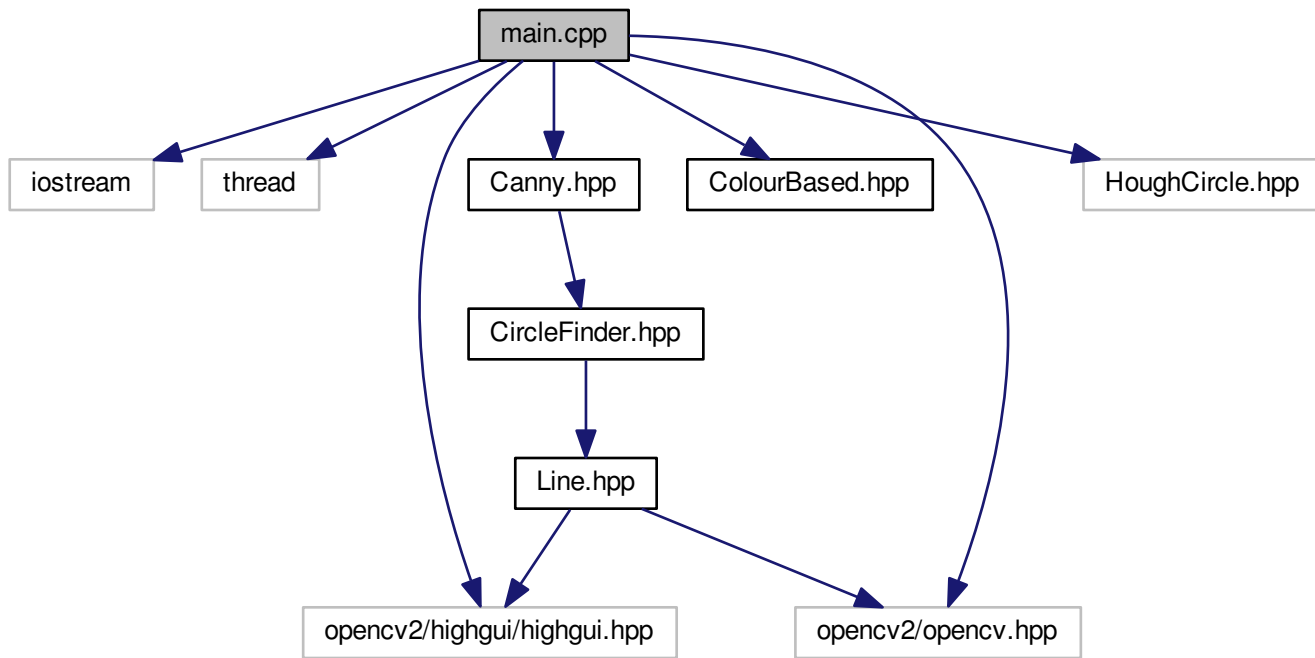 main.cpp
iostream
thread
Canny.hpp
ColourBased.hpp
HoughCircle.hpp
CircleFinder.hpp
Line.hpp
opencv2/highgui/highgui.hpp
opencv2/opencv.hpp